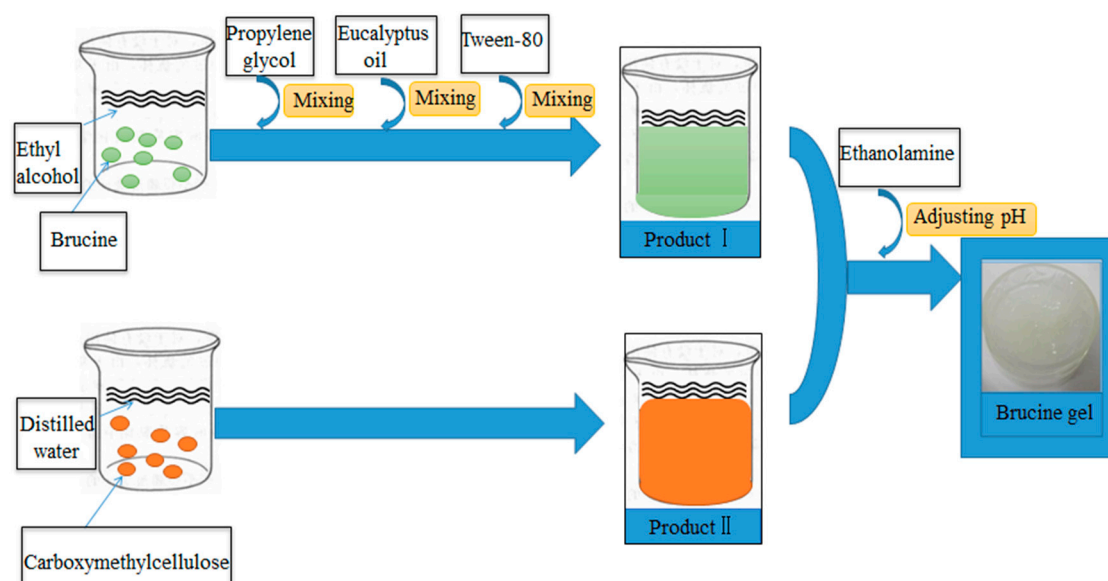 Propylene
glycol
Eucalyptus
oil
Tween-80
Mixing
Mixing
Mixing
Ethyl
alcohol
Brucine
Product Ⅰ
Ethanolamine
Adjusting pH
Brucine gel
Distilled
water
Carboxymethylcellulose
Product Ⅱ